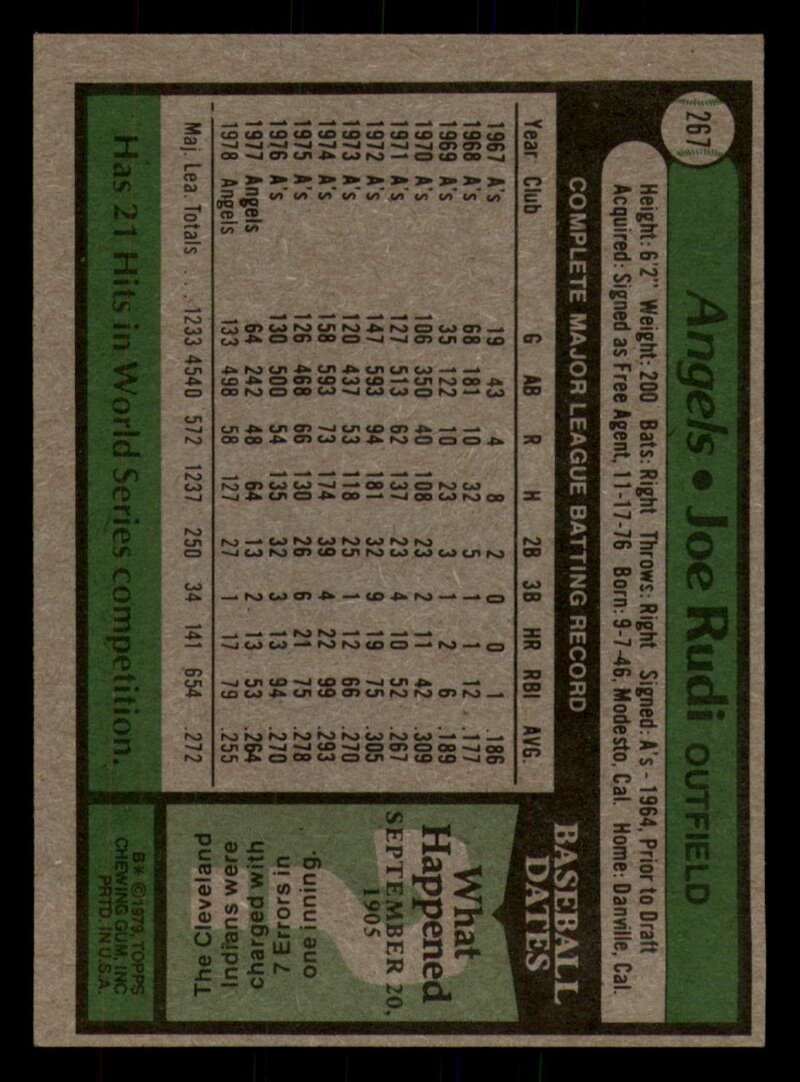 267
Angels • Joe Rudi OUTFIELD
Height: 6'2" Weight: 200 Bats: Right Throws: Right Signed: A's - 1964, Prior to Draft
Acquired: Signed as Free Agent, 11-17-76 Born: 9-7-46, Modesto, Cal. Home: Danville, Cal.
COMPLETE MAJOR LEAGUE BATTING RECORD
Year Club G AB R H 2B 3B HR RBI AVG.
1967 A's 19 43 4 8 2 0 0 1 .186
1968 A's 68 181 10 32 5 1 1 12 .177
1969 A's 35 122 10 23 3 1 2 6 .189
1970 A's 106 350 40 108 23 2 11 42 .309
1971 A's 127 513 62 137 23 4 10 52 .267
1972 A's 147 593 94 181 32 9 19 75 .305
1973 A's 120 437 53 118 25 1 12 66 .270
1974 A's 158 593 73 174 39 4 22 99 .293
1975 A's 126 468 66 130 26 6 21 75 .278
1976 A's 130 500 54 135 32 3 13 94 .270
1977 Angels 64 242 48 64 13 2 13 53 .264
1978 Angels 133 498 58 127 27 1 17 79 .255
Maj. Lea. Totals . . . 1233 4540 572 1237 250 34 141 654 .272
Has 21 Hits in World Series competition.
BASEBALL
DATES
What
Happened
SEPTEMBER 20,
1905
The Cleveland
Indians were
charged with
7 Errors in
one inning.
B* © 1979, TOPPS
CHEWING GUM, INC
PRTD. IN U.S.A.